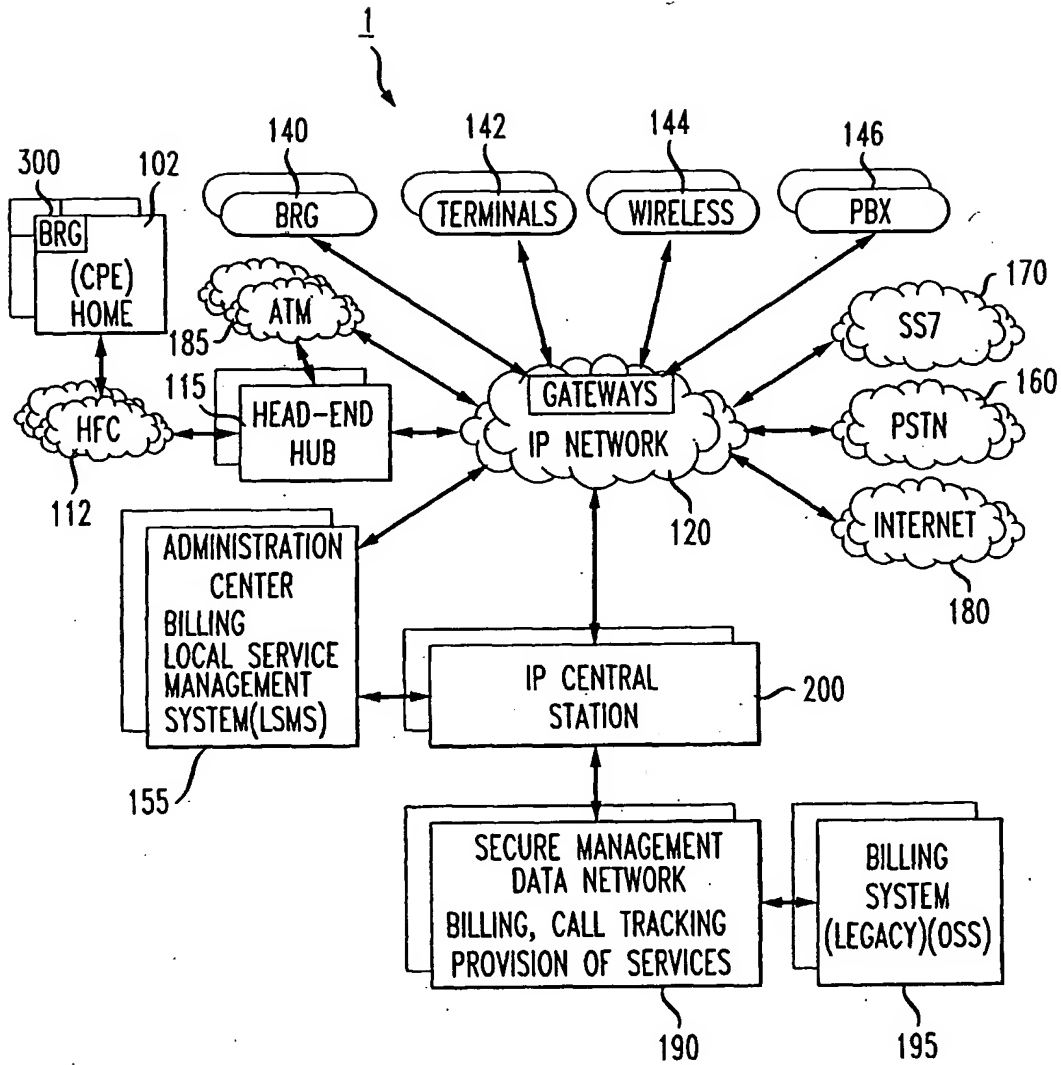 1
300
102
140
142
144
146
BRG
(CPE)
HOME
BRG
TERMINALS
WIRELESS
PBX
185
ATM
170
SS7
115
HEAD-END
HUB
HFC
112
GATEWAYS
IP NETWORK
120
160
PSTN
INTERNET
180
ADMINISTRATION
CENTER
BILLING
LOCAL SERVICE
MANAGEMENT
SYSTEM(LSMS)
155
IP CENTRAL
STATION
200
SECURE MANAGEMENT
DATA NETWORK
BILLING, CALL TRACKING
PROVISION OF SERVICES
190
BILLING
SYSTEM
(LEGACY)(OSS)
195